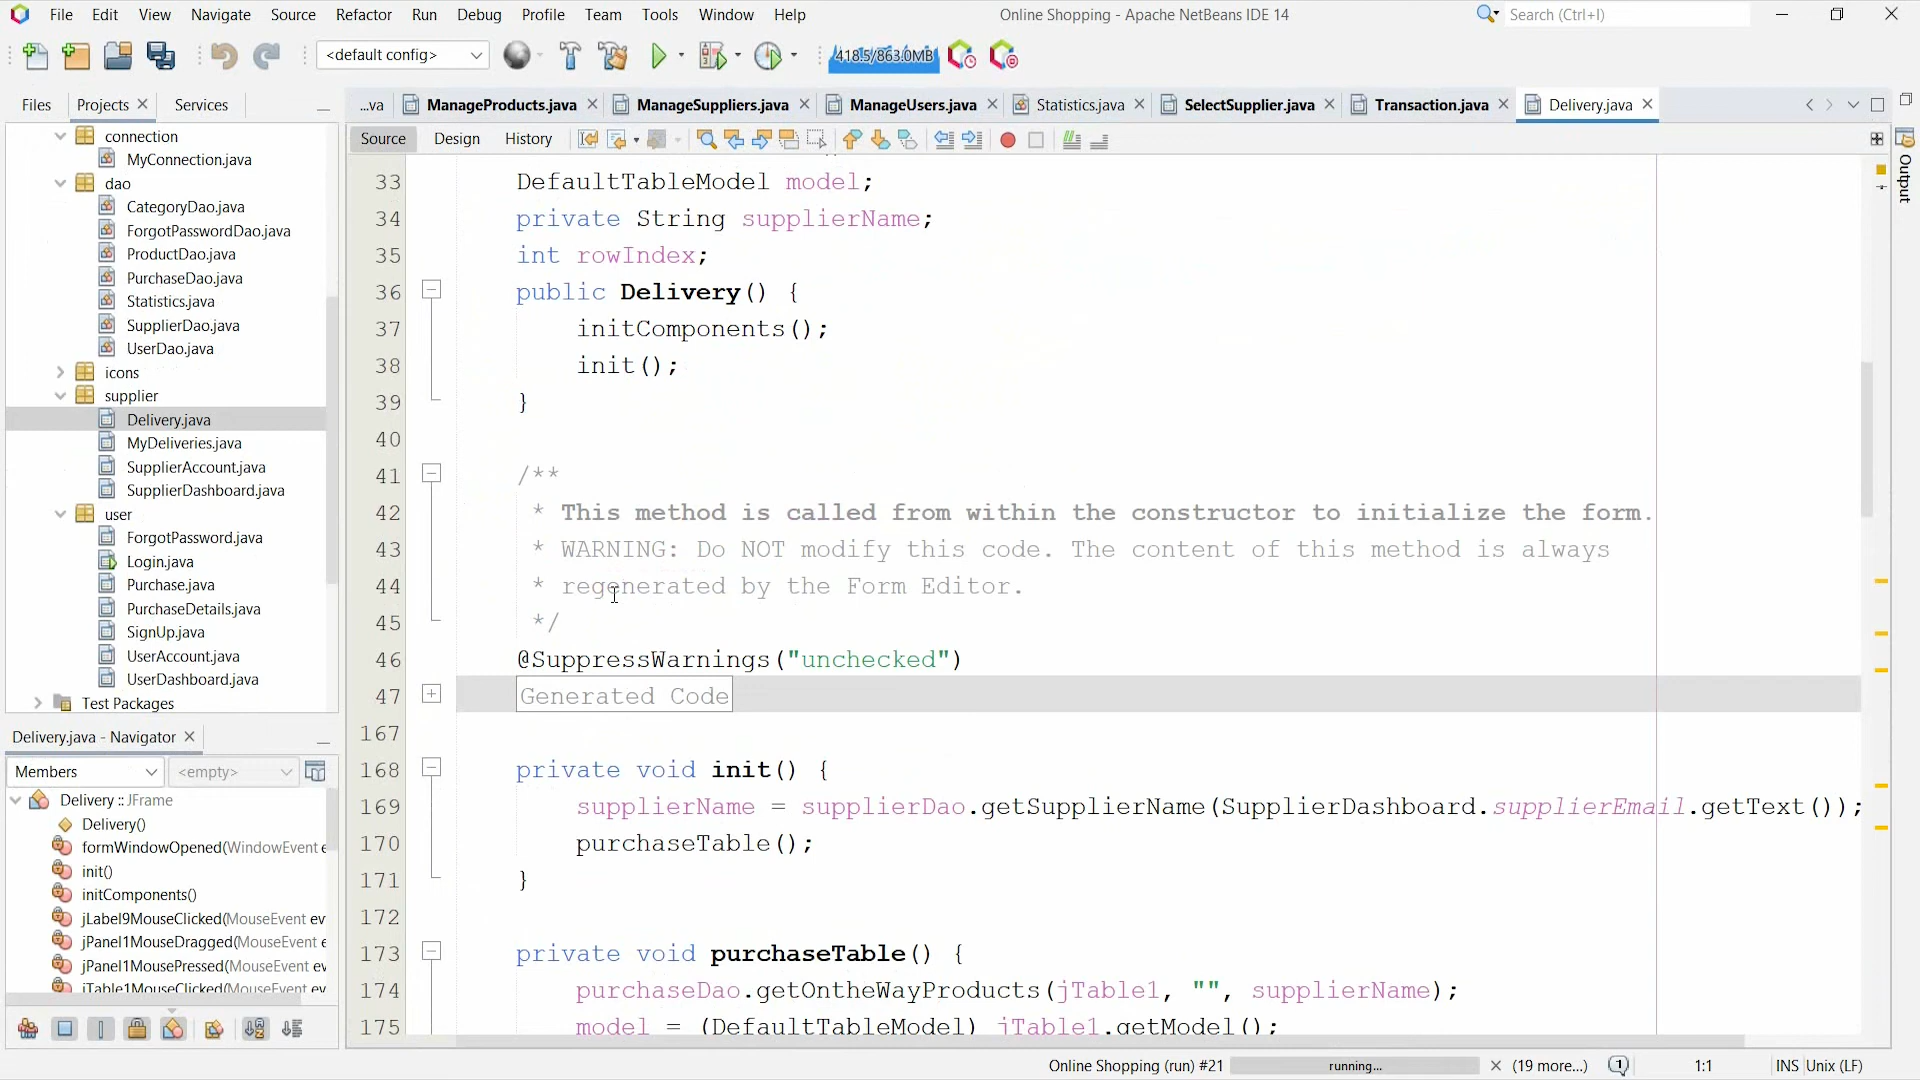 File Edit View Navigate Source Refactor Run Debug Profile Team Tools Window Help
Online Shopping - Apache NetBeans IDE 14
Search (Ctrl+I)
<default config>
418.5/863.0MB
Files Projects Services
...va ManageProducts.java ManageSuppliers.java ManageUsers.java Statistics.java SelectSupplier.java Transaction.java Delivery.java
Source Design History
Output
connection
MyConnection.java
dao
CategoryDao.java
ForgotPasswordDao.java
ProductDao.java
PurchaseDao.java
Statistics.java
SupplierDao.java
UserDao.java
icons
supplier
Delivery.java
MyDeliveries.java
SupplierAccount.java
SupplierDashboard.java
user
ForgotPassword.java
Login.java
Purchase.java
PurchaseDetails.java
SignUp.java
UserAccount.java
UserDashboard.java
Test Packages
Delivery.java - Navigator
Members <empty>
Delivery :: JFrame
Delivery()
formWindowOpened(WindowEvent e
init()
initComponents()
jLabel9MouseClicked(MouseEvent ev
jPanel1MouseDragged(MouseEvent e
jPanel1MousePressed(MouseEvent ev
jTable1MouseClicked(MouseEvent ev
33 DefaultTableModel model;
34 private String supplierName;
35 int rowIndex;
36 public Delivery() {
37 initComponents();
38 init();
39 }
40
41 /**
42 * This method is called from within the constructor to initialize the form.
43 * WARNING: Do NOT modify this code. The content of this method is always
44 * regenerated by the Form Editor.
45 */
46 @SuppressWarnings("unchecked")
47 Generated Code
167
168 private void init() {
169 supplierName = supplierDao.getSupplierName(SupplierDashboard.supplierEmail.getText());
170 purchaseTable();
171 }
172
173 private void purchaseTable() {
174 purchaseDao.getOntheWayProducts(jTable1, "", supplierName);
175 model = (DefaultTableModel) jTable1.getModel();
Online Shopping (run) #21 running... (19 more...) 1 1:1 INS Unix (LF)